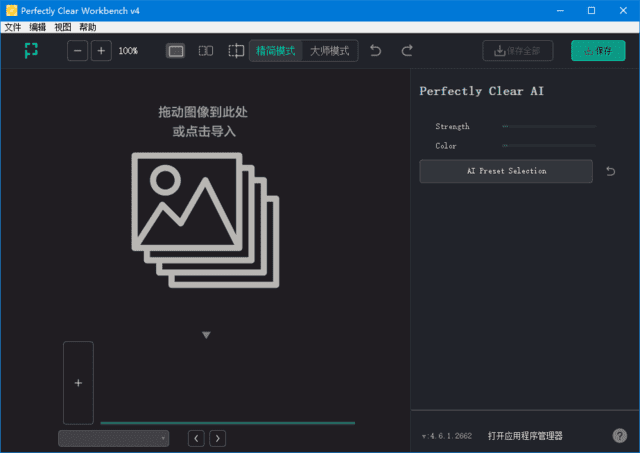 Perfectly Clear Workbench v4
文件 编辑 视图 帮助
100%
精简模式 大师模式
保存全部
保存
拖动图像到此处
或点击导入
Perfectly Clear AI
Strength
Color
AI Preset Selection
v:4.6.1.2662 打开应用程序管理器
?